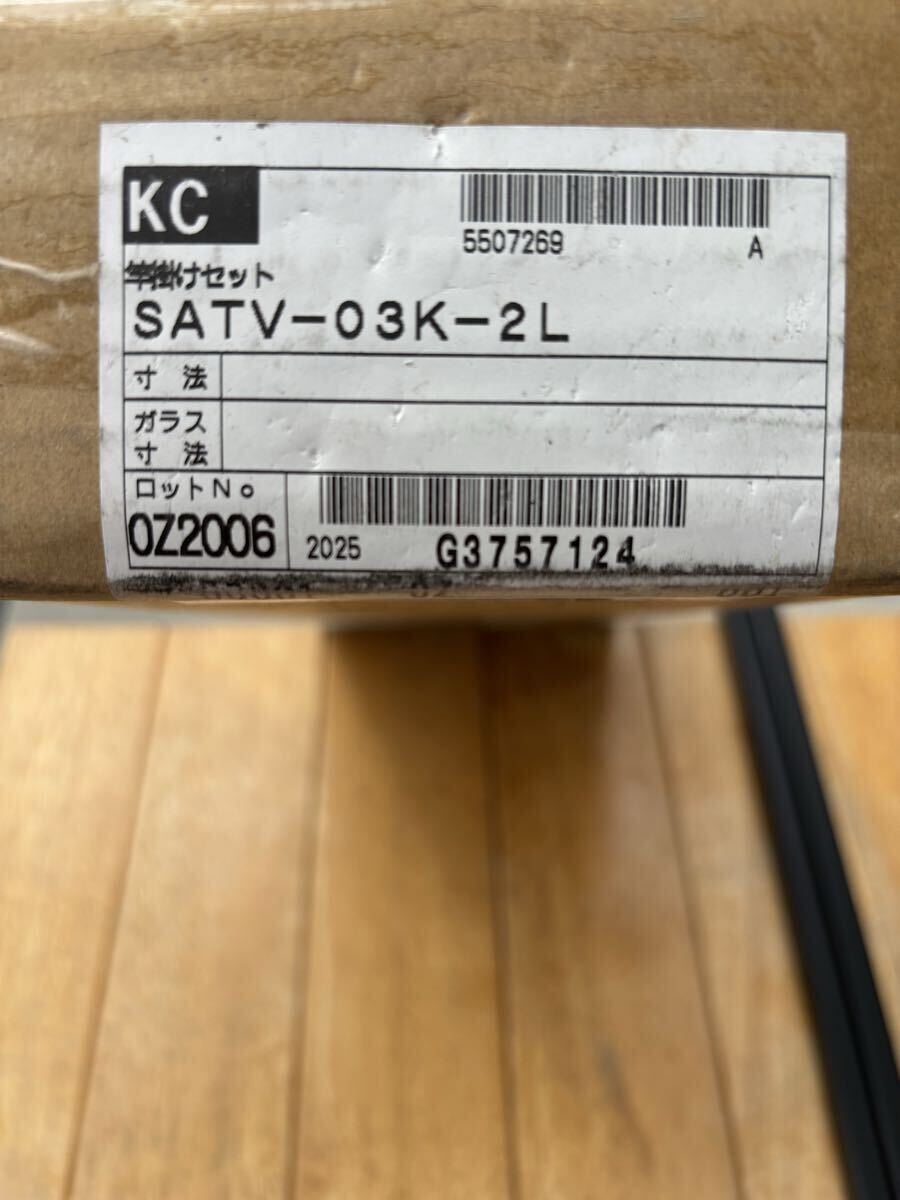 KC
5507269 A
竿掛けセット
SATV-03K-2L
寸 法
ガラス
寸 法
ロットNo
0Z2006
2025 G3757124